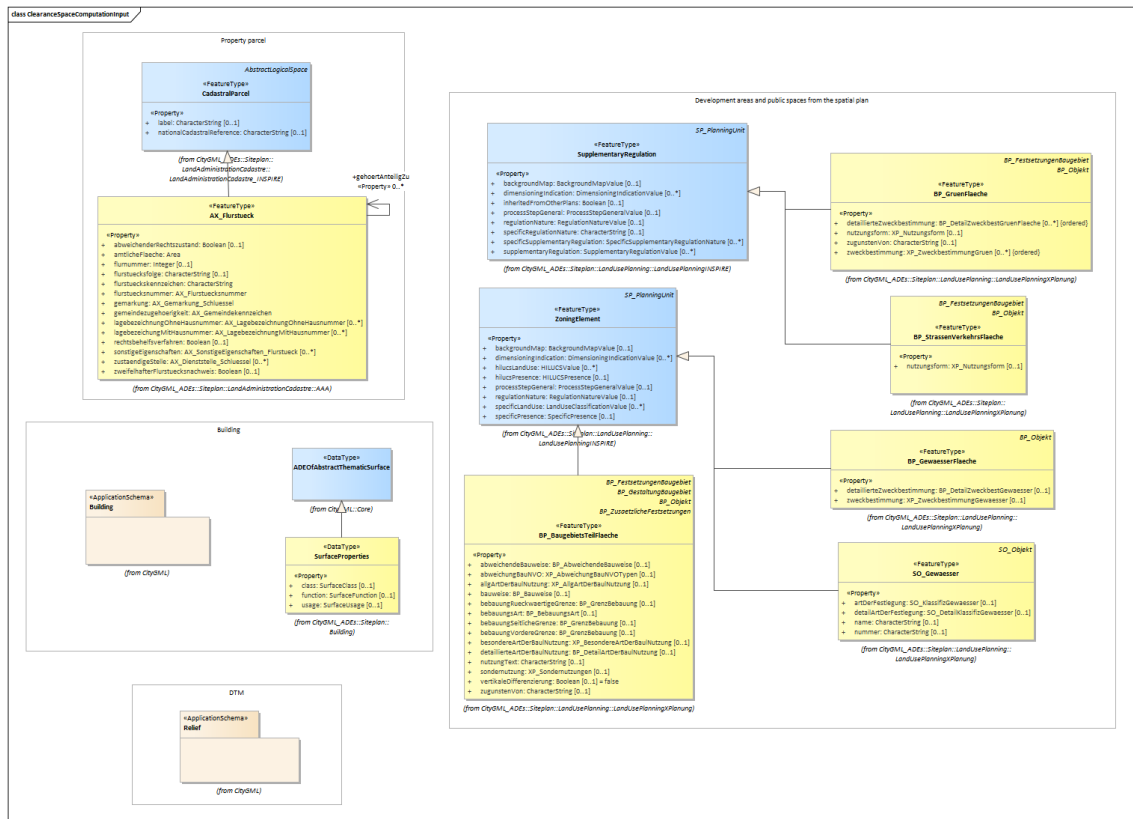 class ClearanceSpaceComputationInput
Property parcel
AbstractLogicalSpace
«FeatureType»
CadastralParcel
«Property»
+ label: CharacterString [0..1]
+ nationalCadastralReference: CharacterString [0..1]
(from CityGML_ADEs::Siteplan::
LandAdministrationCadastre::
LandAdministrationCadastre_INSPIRE)
+gehoertAnteiligZu
«Property» 0..*
«FeatureType»
AX_Flurstueck
«Property»
+ abweichenderRechtszustand: Boolean [0..1]
+ amtlicheFlaeche: Area
+ flurnummer: Integer [0..1]
+ flurstuecksfolge: CharacterString [0..1]
+ flurstueckskennzeichen: CharacterString
+ flurstuecksnummer: AX_Flurstuecksnummer
+ gemarkung: AX_Gemarkung_Schluessel
+ gemeindezugehoerigkeit: AX_Gemeindekennzeichen
+ lagebezeichnungOhneHausnummer: AX_LagebezeichnungOhneHausnummer [0..*]
+ lagebezeichnungMitHausnummer: AX_LagebezeichnungMitHausnummer [0..*]
+ rechtsbehelfsverfahren: Boolean [0..1]
+ sonstigeEigenschaften: AX_SonstigeEigenschaften_Flurstueck [0..*]
+ zustaendigeStelle: AX_Dienststelle_Schluessel [0..*]
+ zweifelhafterFlurstuecksnachweis: Boolean [0..1]
(from CityGML_ADEs::Siteplan::LandAdministrationCadastre::AAA)
Building
«ApplicationSchema»
Building
(from CityGML)
«DataType»
ADEOfAbstractThematicSurface
(from CityGML::Core)
«DataType»
SurfaceProperties
«Property»
+ class: SurfaceClass [0..1]
+ function: SurfaceFunction [0..1]
+ usage: SurfaceUsage [0..1]
(from CityGML_ADEs::Siteplan::
Building)
DTM
«ApplicationSchema»
Relief
(from CityGML)
Development areas and public spaces from the spatial plan
SP_PlanningUnit
«FeatureType»
SupplementaryRegulation
«Property»
+ backgroundMap: BackgroundMapValue [0..1]
+ dimensioningIndication: DimensioningIndicationValue [0..*]
+ inheritedFromOtherPlans: Boolean [0..1]
+ processStepGeneral: ProcessStepGeneralValue [0..1]
+ regulationNature: RegulationNatureValue [0..1]
+ specificRegulationNature: CharacterString [0..1]
+ specificSupplementaryRegulation: SpecificSupplementaryRegulationNature [0..*]
+ supplementaryRegulation: SupplementaryRegulationValue [0..*]
(from CityGML_ADEs::Siteplan::LandUsePlanning::LandUsePlanningINSPIRE)
SP_PlanningUnit
«FeatureType»
ZoningElement
«Property»
+ backgroundMap: BackgroundMapValue [0..1]
+ dimensioningIndication: DimensioningIndicationValue [0..*]
+ hilucsLandUse: HILUCSValue [0..*]
+ hilucsPresence: HILUCSPresence [0..1]
+ processStepGeneral: ProcessStepGeneralValue [0..1]
+ regulationNature: RegulationNatureValue [0..1]
+ specificLandUse: LandUseClassificationValue [0..*]
+ specificPresence: SpecificPresence [0..1]
(from CityGML_ADEs::Siteplan::LandUsePlanning::
LandUsePlanningINSPIRE)
BP_FestsetzungenBaugebiet
BP_GestaltungBaugebiet
BP_Objekt
BP_ZusaetzlicheFestsetzungen
«FeatureType»
BP_BaugebietsTeilFlaeche
«Property»
+ abweichendeBauweise: BP_AbweichendeBauweise [0..1]
+ abweichungBauNVO: XP_AbweichungBauNVOTypen [0..1]
+ allgArtDerBaulNutzung: XP_AllgArtDerBaulNutzung [0..1]
+ bauweise: BP_Bauweise [0..1]
+ bebauungRueckwaertigeGrenze: BP_GrenzBebauung [0..1]
+ bebauungsArt: BP_BebauungsArt [0..1]
+ bebauungSeitlicheGrenze: BP_GrenzBebauung [0..1]
+ bebauungVordereGrenze: BP_GrenzBebauung [0..1]
+ besondereArtDerBaulNutzung: XP_BesondereArtDerBaulNutzung [0..1]
+ detaillierteArtDerBaulNutzung: BP_DetailArtDerBaulNutzung [0..1]
+ nutzungText: CharacterString [0..1]
+ sondernutzung: XP_Sondernutzungen [0..1]
+ vertikaleDifferenzierung: Boolean [0..1] = false
+ zugunstenVon: CharacterString [0..1]
(from CityGML_ADEs::Siteplan::LandUsePlanning::LandUsePlanningXPlanung)
BP_FestsetzungenBaugebiet
BP_Objekt
«FeatureType»
BP_GruenFlaeche
«Property»
+ detaillierteZweckbestimmung: BP_DetailZweckbestGruenFlaeche [0..*] {ordered}
+ nutzungsform: XP_Nutzungsform [0..1]
+ zugunstenVon: CharacterString [0..1]
+ zweckbestimmung: XP_ZweckbestimmungGruen [0..*] {ordered}
(from CityGML_ADEs::Siteplan::LandUsePlanning::LandUsePlanningXPlanung)
BP_FestsetzungenBaugebiet
BP_Objekt
«FeatureType»
BP_StrassenVerkehrsFlaeche
«Property»
+ nutzungsform: XP_Nutzungsform [0..1]
(from CityGML_ADEs::Siteplan::
LandUsePlanning::LandUsePlanningXPlanung)
BP_Objekt
«FeatureType»
BP_GewaesserFlaeche
«Property»
+ detaillierteZweckbestimmung: BP_DetailZweckbestGewaesser [0..1]
+ zweckbestimmung: XP_ZweckbestimmungGewaesser [0..1]
(from CityGML_ADEs::Siteplan::LandUsePlanning::
LandUsePlanningXPlanung)
SO_Objekt
«FeatureType»
SO_Gewaesser
«Property»
+ artDerFestlegung: SO_KlassifizGewaesser [0..1]
+ detailArtDerFestlegung: SO_DetailKlassifizGewaesser [0..1]
+ name: CharacterString [0..1]
+ nummer: CharacterString [0..1]
(from CityGML_ADEs::Siteplan::LandUsePlanning::
LandUsePlanningXPlanung)